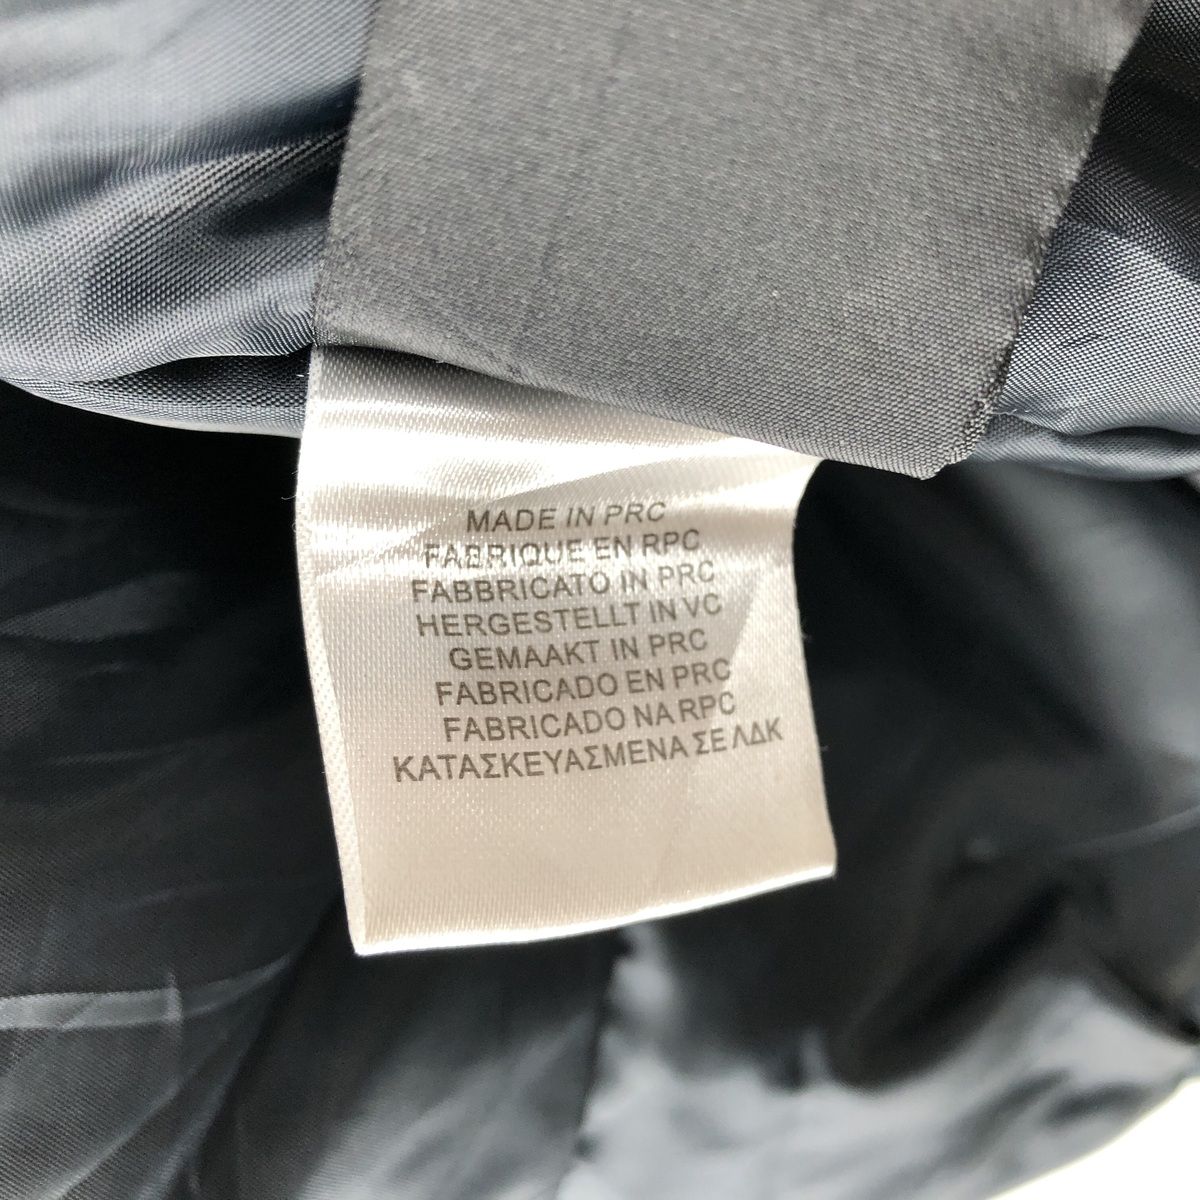 MADE IN PRC
FABRIQUE EN RPC
FABBRICATO IN PRC
HERGESTELLT IN VC
GEMAAKT IN PRC
FABRICADO EN PRC
FABRICADO NA RPC
ΚΑΤΑΣΚΕΥΑΣΜΕΝΑ ΣΕ ΛΔΚ